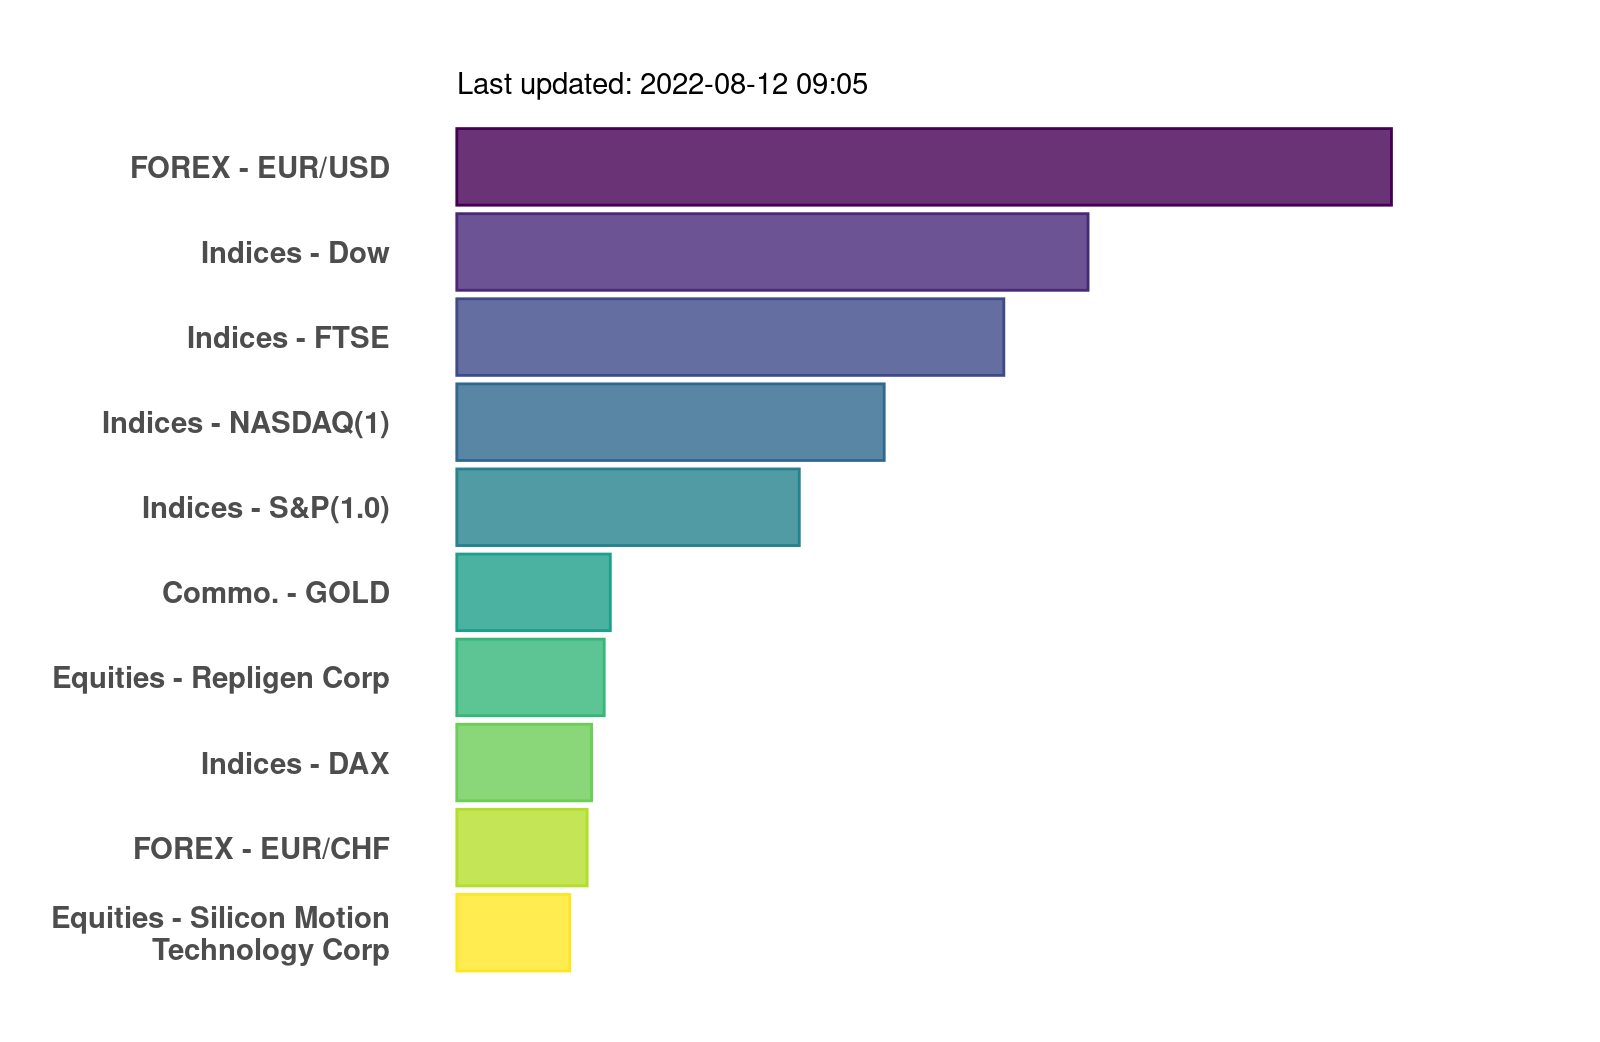 Last updated: 2022-08-12 09:05
FOREX - EUR/USD
Indices - Dow
Indices - FTSE
Indices - NASDAQ(1)
Indices - S&P(1.0)
Commo. - GOLD
Equities - Repligen Corp
Indices - DAX
FOREX - EUR/CHF
Equities - Silicon Motion
Technology Corp